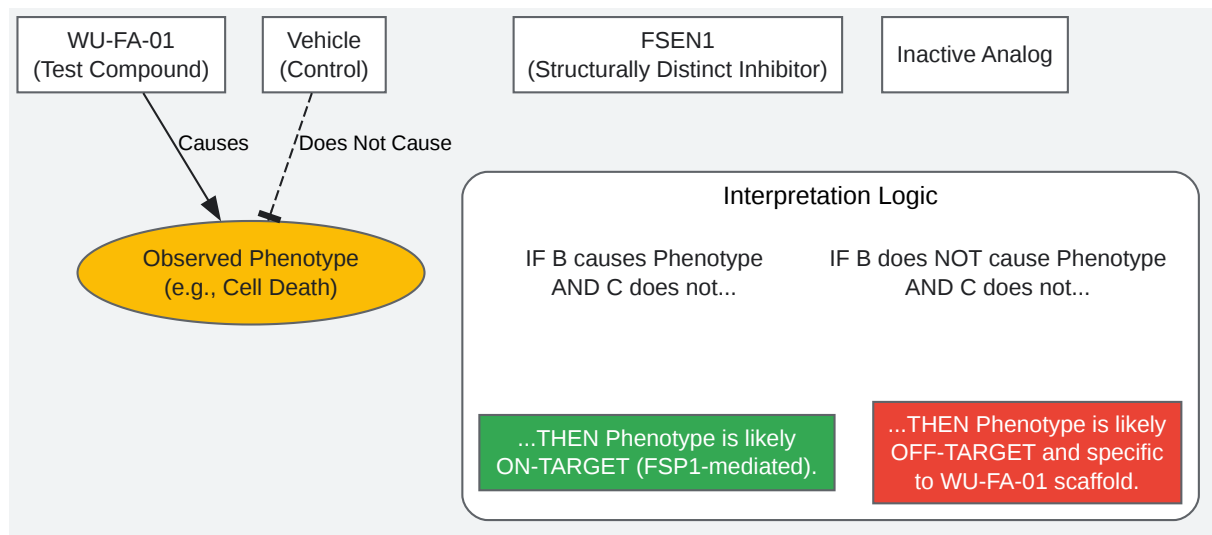 WU-FA-01
(Test Compound)
Vehicle
(Control)
FSEN1
(Structurally Distinct Inhibitor)
Inactive Analog
Causes
Does Not Cause
Observed Phenotype
(e.g., Cell Death)
Interpretation Logic
IF B causes Phenotype
AND C does not...
IF B does NOT cause Phenotype
AND C does not...
...THEN Phenotype is likely
ON-TARGET (FSP1-mediated).
...THEN Phenotype is likely
OFF-TARGET and specific
to WU-FA-01 scaffold.